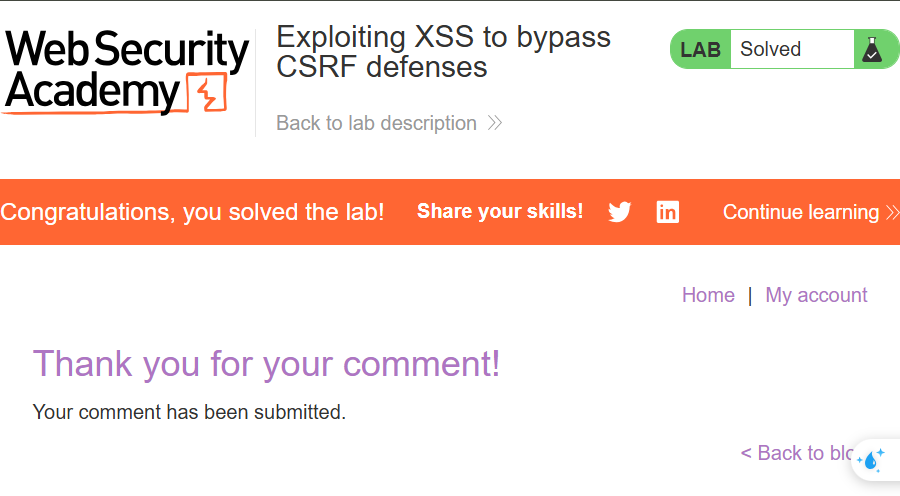 Web Security
Academy
Exploiting XSS to bypass
CSRF defenses
LAB Solved
Back to lab description
Congratulations, you solved the lab! Share your skills! in Continue learning
Home | My account
Thank you for your comment!
Your comment has been submitted.
< Back to